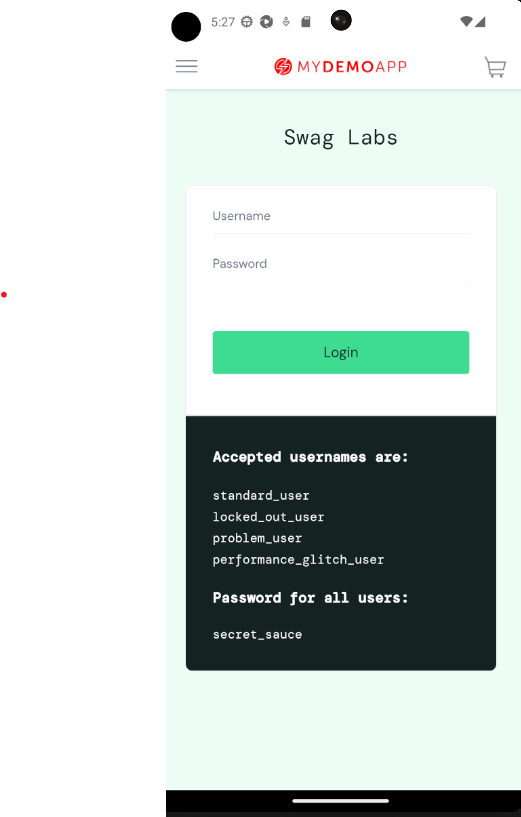 5:27
MYDEMOAPP
Swag Labs
Username
Password
Login
Accepted usernames are:
standard_user
locked_out_user
problem_user
performance_glitch_user
Password for all users:
secret_sauce